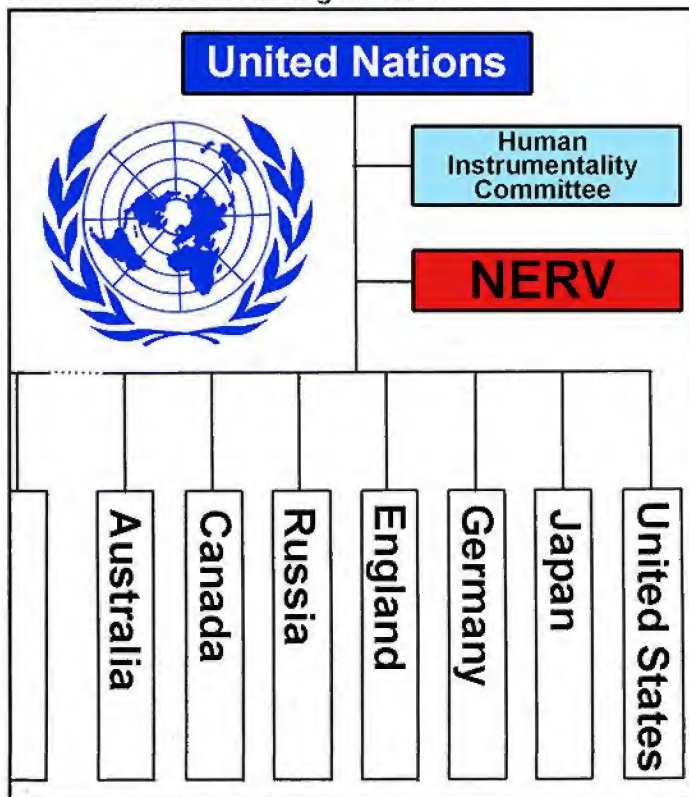 United Nations
Human
Instrumentality
Committee
NERV
Australia
Canada
Russia
England
Germany
Japan
United States